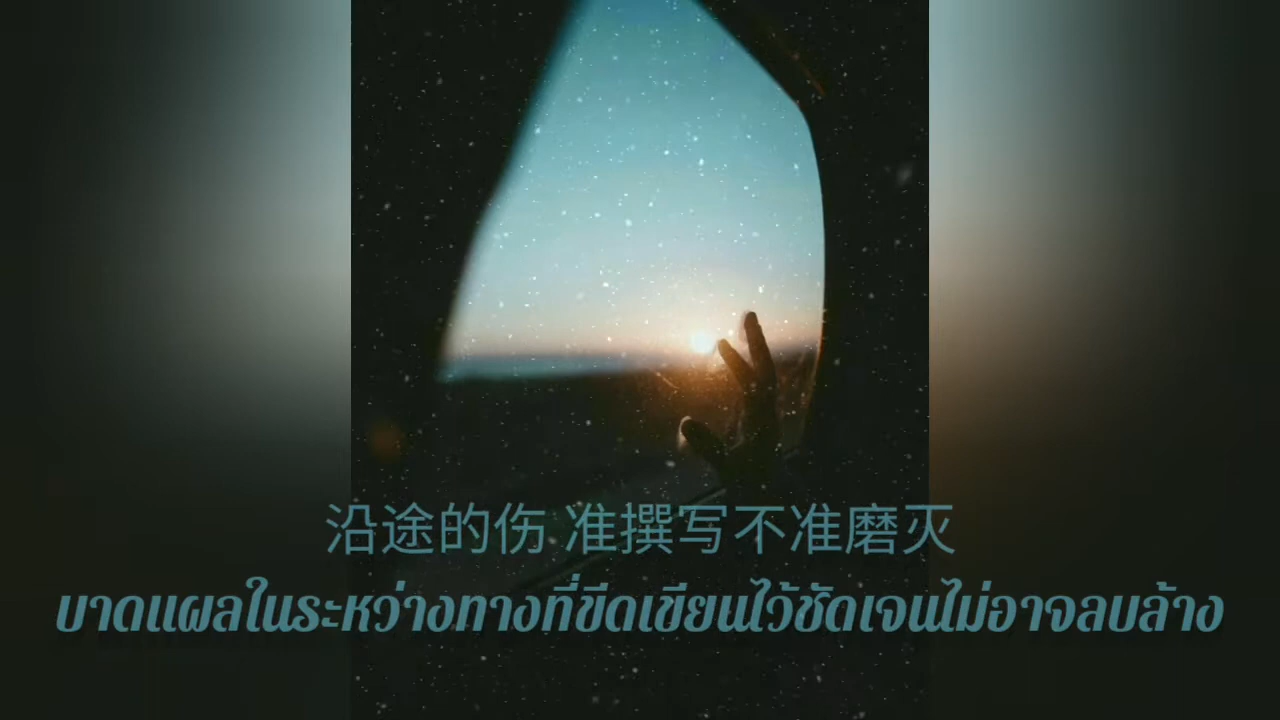 沿途的伤 准撰写不准磨灭
บาดแผลในระหว่างทางที่ขีดเขียนไว้ชัดเจนไม่อาจลบล้าง